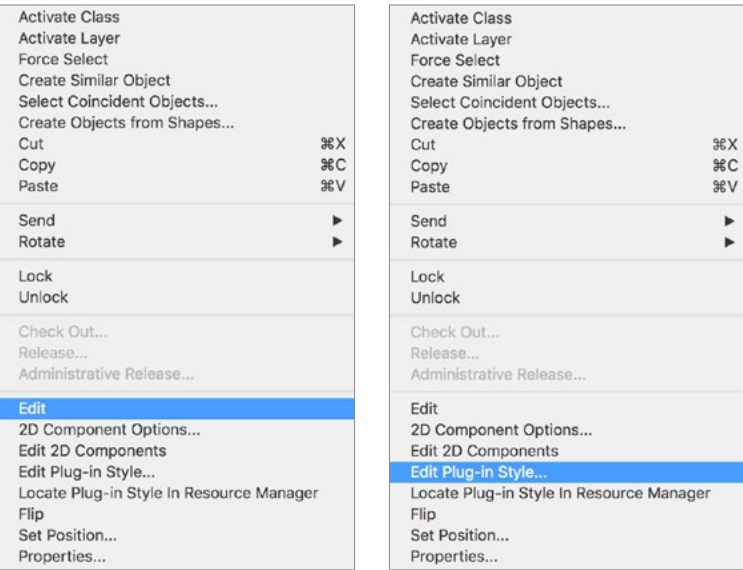 Activate Class
Activate Layer
Force Select
Create Similar Object
Select Coincident Objects...
Create Objects from Shapes...
Cut ⌘X
Copy ⌘C
Paste ⌘V
Send ▶
Rotate ▶
Lock
Unlock
Check Out...
Release...
Administrative Release...
Edit
2D Component Options...
Edit 2D Components
Edit Plug-in Style...
Locate Plug-in Style In Resource Manager
Flip
Set Position...
Properties...
Activate Class
Activate Layer
Force Select
Create Similar Object
Select Coincident Objects...
Create Objects from Shapes...
Cut ⌘X
Copy ⌘C
Paste ⌘V
Send ▶
Rotate ▶
Lock
Unlock
Check Out...
Release...
Administrative Release...
Edit
2D Component Options...
Edit 2D Components
Edit Plug-in Style...
Locate Plug-in Style In Resource Manager
Flip
Set Position...
Properties...